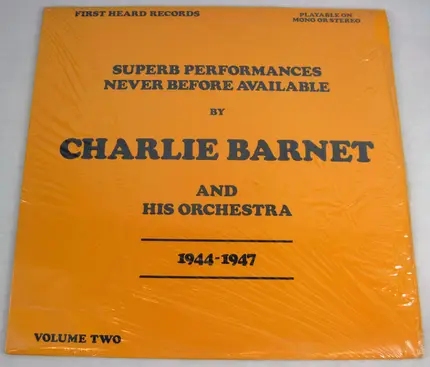 FIRST HEARD RECORDS
PLAYABLE ON
MONO OR STEREO
SUPERB PERFORMANCES
NEVER BEFORE AVAILABLE
BY
CHARLIE BARNET
AND
HIS ORCHESTRA
1944-1947
VOLUME TWO